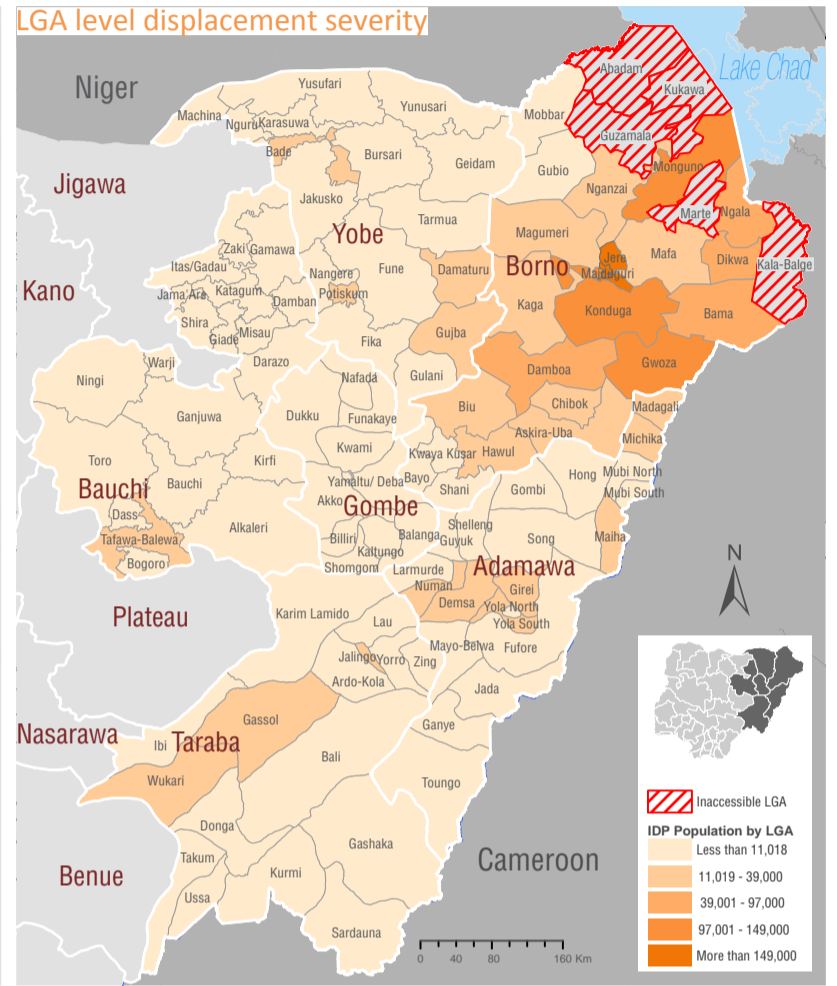 LGA level displacement severity
Niger
Lake Chad
Abadam
Kukawa
Yusufari
Yunusari
Machina
Nguru
Karasuwa
Mobbar
Guzamala
Bade
Bursari
Geidam
Gubio
Monguno
Jigawa
Nganzai
Jakusko
Tarmua
Marte
Ngala
Yobe
Magumeri
Zaki
Gamawa
Jere
Mafa
Dikwa
Kala-Balge
Itas/Gadau
Nangere
Fune
Damaturu
Borno
Maiduguri
Kano
Jama'Are
Katagum
Damban
Potiskum
Kaga
Konduga
Bama
Shira
Giade
Misau
Fika
Gujba
Warji
Darazo
Gulani
Damboa
Gwoza
Ningi
Nafada
Ganjuwa
Dukku
Funakaye
Biu
Chibok
Madagali
Askira-Uba
Michika
Kwami
Toro
Kirfi
Kwaya Kusar
Hawul
Mubi North
Bauchi
Bauchi
Yamaltu/ Deba
Bayo
Shani
Gombi
Hong
Mubi South
Akko
Gombe
Dass
Alkaleri
Shelleng
Tafawa-Balewa
Billiri
Balanga
Guyuk
Song
Maiha
Kaltungo
Bogoro
Shomgom
Larmurde
Adamawa
Numan
Girei
Demsa
Yola North
Plateau
Karim Lamido
Lau
Yola South
Mayo-Belwa
Fufore
Jalingo
Yorro
Zing
Ardo-Kola
Jada
Nasarawa
Gassol
Ganye
Ibi
Taraba
Bali
Wukari
Toungo
Donga
Gashaka
Takum
Benue
Kurmi
Cameroon
Ussa
Sardauna
N
0 40 80 160 Km
Inaccessible LGA
IDP Population by LGA
Less than 11,018
11,019 - 39,000
39,001 - 97,000
97,001 - 149,000
More than 149,000